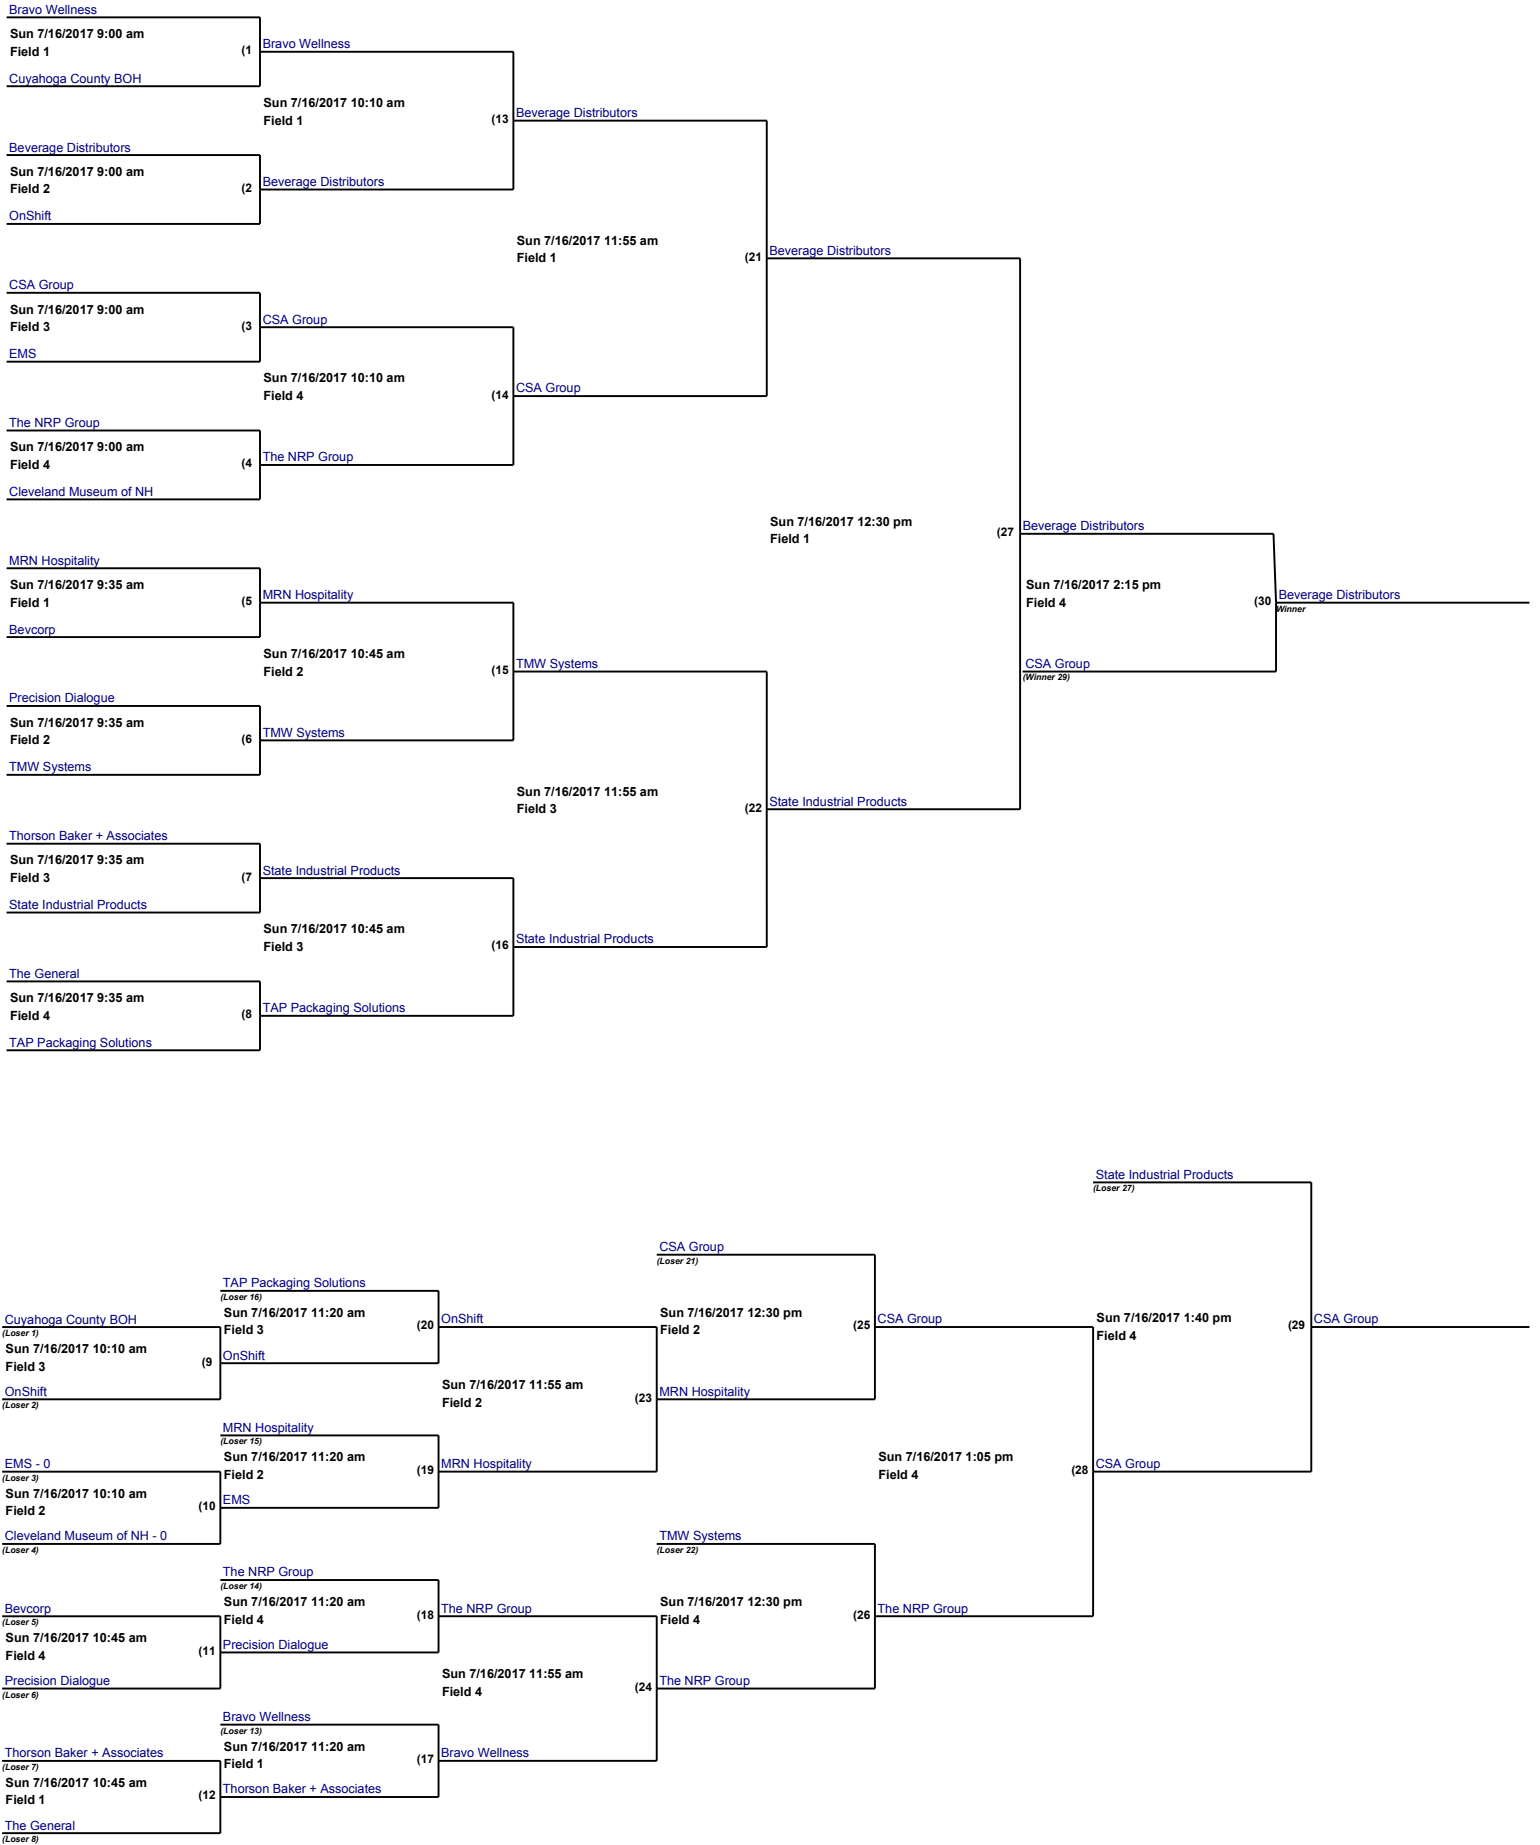 Bravo Wellness
Sun 7/16/2017 9:00 am
Field 1
(1
Bravo Wellness
Cuyahoga County BOH
Sun 7/16/2017 10:10 am
Field 1
(13
Beverage Distributors
Beverage Distributors
Sun 7/16/2017 9:00 am
Field 2
(2
Beverage Distributors
OnShift
Sun 7/16/2017 11:55 am
Field 1
(21
Beverage Distributors
CSA Group
Sun 7/16/2017 9:00 am
Field 3
(3
CSA Group
EMS
Sun 7/16/2017 10:10 am
Field 4
(14
CSA Group
The NRP Group
Sun 7/16/2017 9:00 am
Field 4
(4
The NRP Group
Cleveland Museum of NH
Sun 7/16/2017 12:30 pm
Field 1
(27
Beverage Distributors
MRN Hospitality
Sun 7/16/2017 9:35 am
Field 1
(5
MRN Hospitality
Bevcorp
Sun 7/16/2017 2:15 pm
Field 4
(30
Beverage Distributors
Winner
Sun 7/16/2017 10:45 am
Field 2
(15
TMW Systems
CSA Group
(Winner 29)
Precision Dialogue
Sun 7/16/2017 9:35 am
Field 2
(6
TMW Systems
TMW Systems
Sun 7/16/2017 11:55 am
Field 3
(22
State Industrial Products
Thorson Baker + Associates
Sun 7/16/2017 9:35 am
Field 3
(7
State Industrial Products
State Industrial Products
Sun 7/16/2017 10:45 am
Field 3
(16
State Industrial Products
The General
Sun 7/16/2017 9:35 am
Field 4
(8
TAP Packaging Solutions
TAP Packaging Solutions
State Industrial Products
(Loser 27)
CSA Group
(Loser 21)
TAP Packaging Solutions
(Loser 16)
Sun 7/16/2017 11:20 am
Field 3
(20
OnShift
Sun 7/16/2017 12:30 pm
Field 2
(25
CSA Group
Sun 7/16/2017 1:40 pm
Field 4
(29
CSA Group
Cuyahoga County BOH
(Loser 1)
Sun 7/16/2017 10:10 am
Field 3
(9
OnShift
OnShift
(Loser 2)
Sun 7/16/2017 11:55 am
Field 2
(23
MRN Hospitality
MRN Hospitality
(Loser 15)
Sun 7/16/2017 11:20 am
Field 2
(19
MRN Hospitality
Sun 7/16/2017 1:05 pm
Field 4
(28
CSA Group
EMS - 0
(Loser 3)
Sun 7/16/2017 10:10 am
Field 2
(10
EMS
Cleveland Museum of NH - 0
(Loser 4)
TMW Systems
(Loser 22)
The NRP Group
(Loser 14)
Sun 7/16/2017 11:20 am
Field 4
(18
The NRP Group
Sun 7/16/2017 12:30 pm
Field 4
(26
The NRP Group
Bevcorp
(Loser 5)
Sun 7/16/2017 10:45 am
Field 4
(11
Precision Dialogue
Precision Dialogue
(Loser 6)
Sun 7/16/2017 11:55 am
Field 4
(24
The NRP Group
Bravo Wellness
(Loser 13)
Sun 7/16/2017 11:20 am
Field 1
(17
Bravo Wellness
Thorson Baker + Associates
(Loser 7)
Sun 7/16/2017 10:45 am
Field 1
(12
Thorson Baker + Associates
The General
(Loser 8)